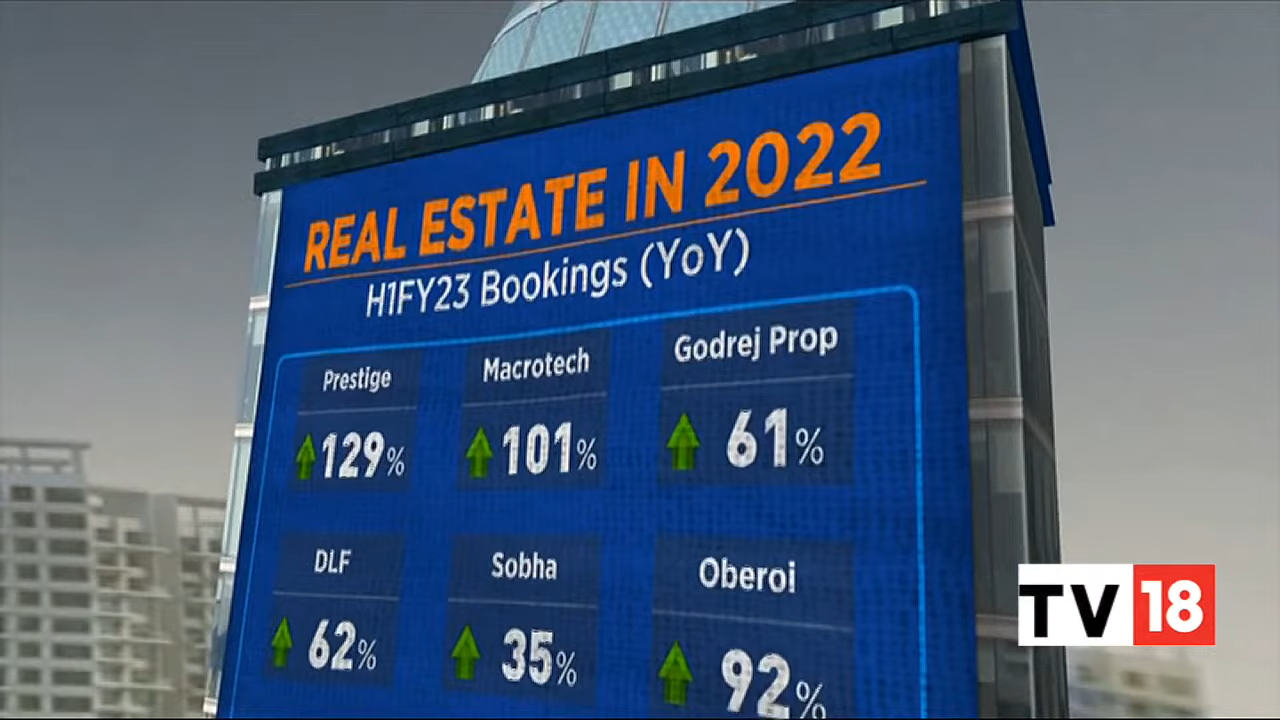 REAL ESTATE IN 2022
H1FY23 Bookings (YoY)
Prestige
129%
Macrotech
101%
Godrej Prop
61%
DLF
62%
Sobha
35%
Oberoi
92%
TV18